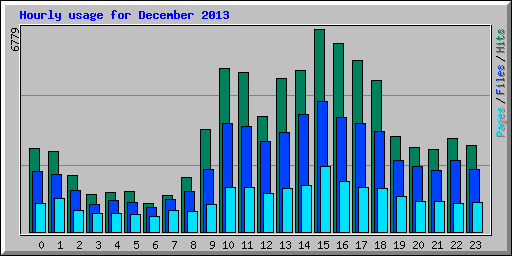 Hourly usage for December 2013
6779
Pages / Files / Hits
0 1 2 3 4 5 6 7 8 9 10 11 12 13 14 15 16 17 18 19 20 21 22 23